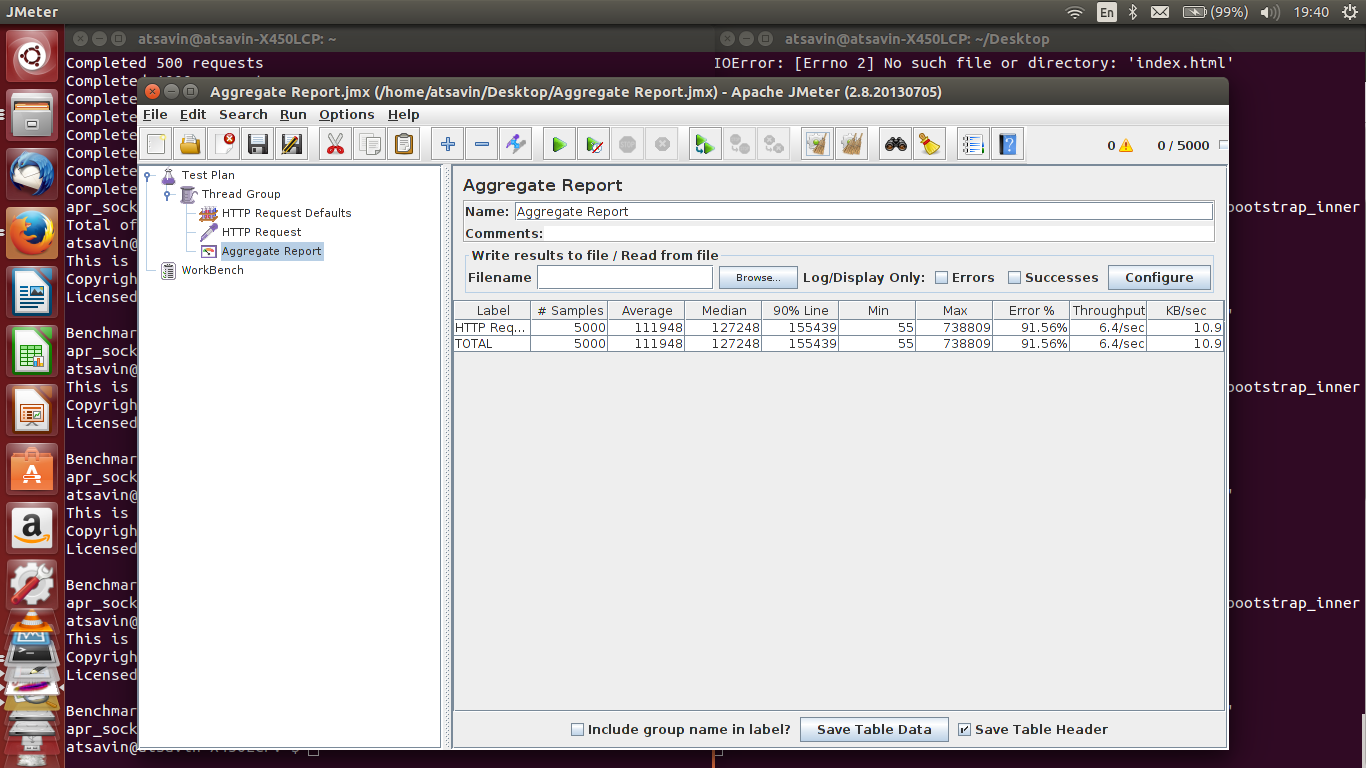 JMeter
En
(99%)
19:40
atsavin@atsavin-X450LCP: ~
atsavin@atsavin-X450LCP: ~/Desktop
Completed 500 requests
IOError: [Errno 2] No such file or directory: 'index.html'
Aggregate Report.jmx (/home/atsavin/Desktop/Aggregate Report.jmx) - Apache JMeter (2.8.20130705)
File Edit Search Run Options Help
0 0 / 5000
Complete
Complete
Complete
Complete
Complete
Complete
apr_sock
Total of
atsavin@
This is
Copyrigh
Licensed
Benchmar
apr_sock
atsavin@
This is
Copyrigh
Licensed
Benchmar
apr_sock
atsavin@
This is
Copyrigh
Licensed
Benchmar
apr_sock
atsavin@
This is
Copyrigh
Licensed
Benchmar
apr_sock
Test Plan
Thread Group
HTTP Request Defaults
HTTP Request
Aggregate Report
WorkBench
Aggregate Report
Name: Aggregate Report
Comments:
Write results to file / Read from file
Filename Browse... Log/Display Only: Errors Successes Configure
Label # Samples Average Median 90% Line Min Max Error % Throughput KB/sec
HTTP Req... 5000 111948 127248 155439 55 738809 91.56% 6.4/sec 10.9
TOTAL 5000 111948 127248 155439 55 738809 91.56% 6.4/sec 10.9
Include group name in label? Save Table Data Save Table Header
bootstrap_inner
bootstrap_inner
bootstrap_inner